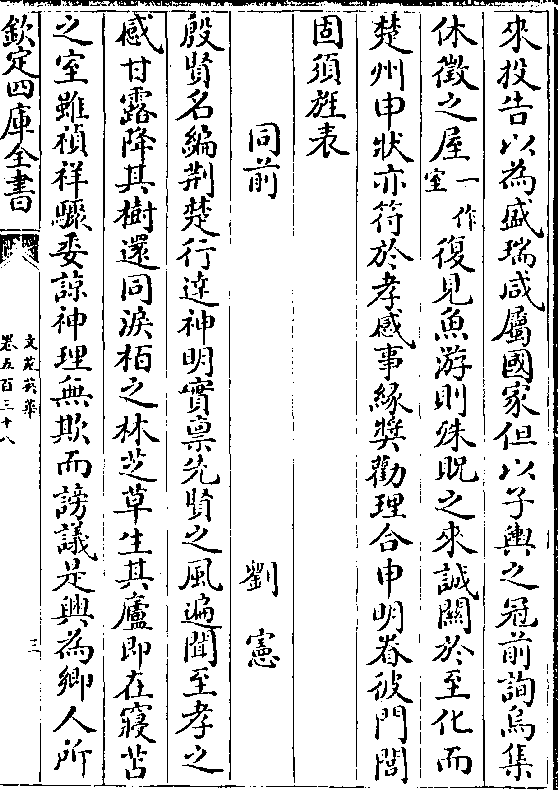 來投告以為盛瑞咸屬國家但以子輿之冠前詢烏集
休徵之屋一作室復見魚游則殊貺之來誠關於至化而
楚州申狀亦符於孝感事緣獎勸理合申明眷彼門閭
固須旌表
同前 劉憲
殷賢名編荆楚行達神明實禀先賢之風遍聞至孝之
感甘露降其樹還同淚栢之林芝草生其廬即在寢苫
之室雖禎祥驟委諒神理無欺而謗議是興為鄉人所
欽定四庫全書
文苑英華
卷五百三十八
三